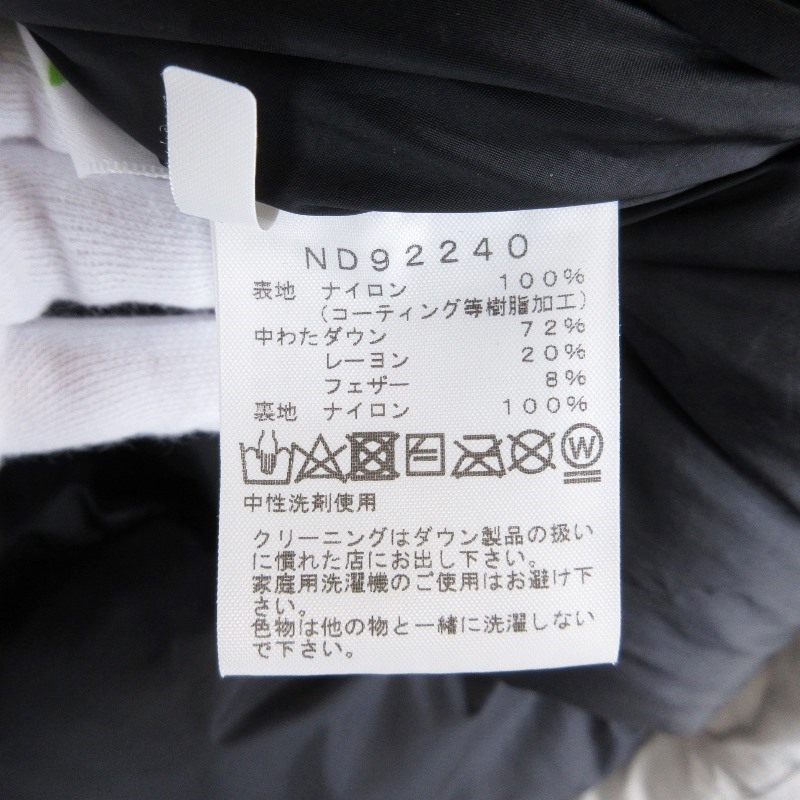 ND92240
表地 ナイロン 100%
(コーティング等樹脂加工)
中わたダウン 72%
レーヨン 20%
フェザー 8%
裏地 ナイロン 100%
W
中性洗剤使用
クリーニングはダウン製品の扱い
に慣れた店にお出し下さい。
家庭用洗濯機のご使用はお避け下
さい。
色物は他の物と一緒に洗濯しない
で下さい。